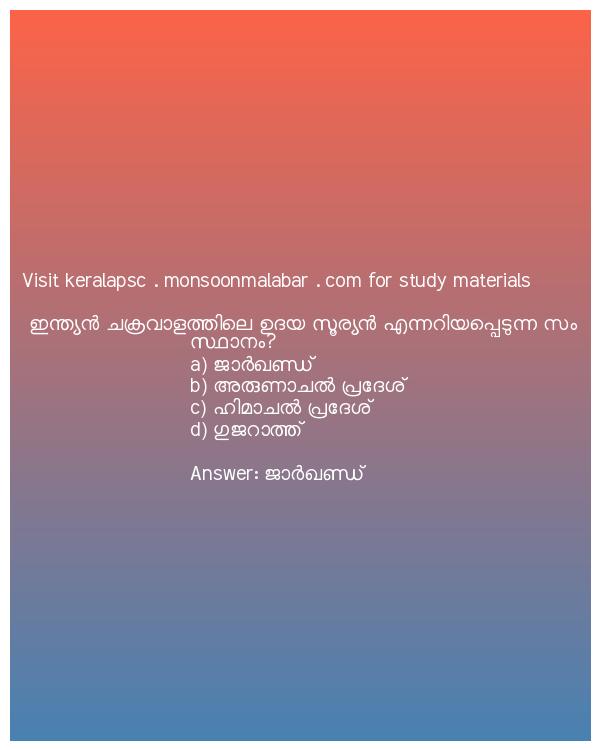 Visit keralapsc . monsoonmalabar . com for study materials
ഇന്ത്യൻ ചക്രവാളത്തിലെ ഉദയ സൂര്യൻ എന്നറിയപ്പെടുന്ന സം
സ്ഥാനം?
a) ജാർഖണ്ഡ്
b) അരുണാചൽ പ്രദേശ്
c) ഹിമാചൽ പ്രദേശ്
d) ഗുജറാത്ത്
Answer: ജാർഖണ്ഡ്